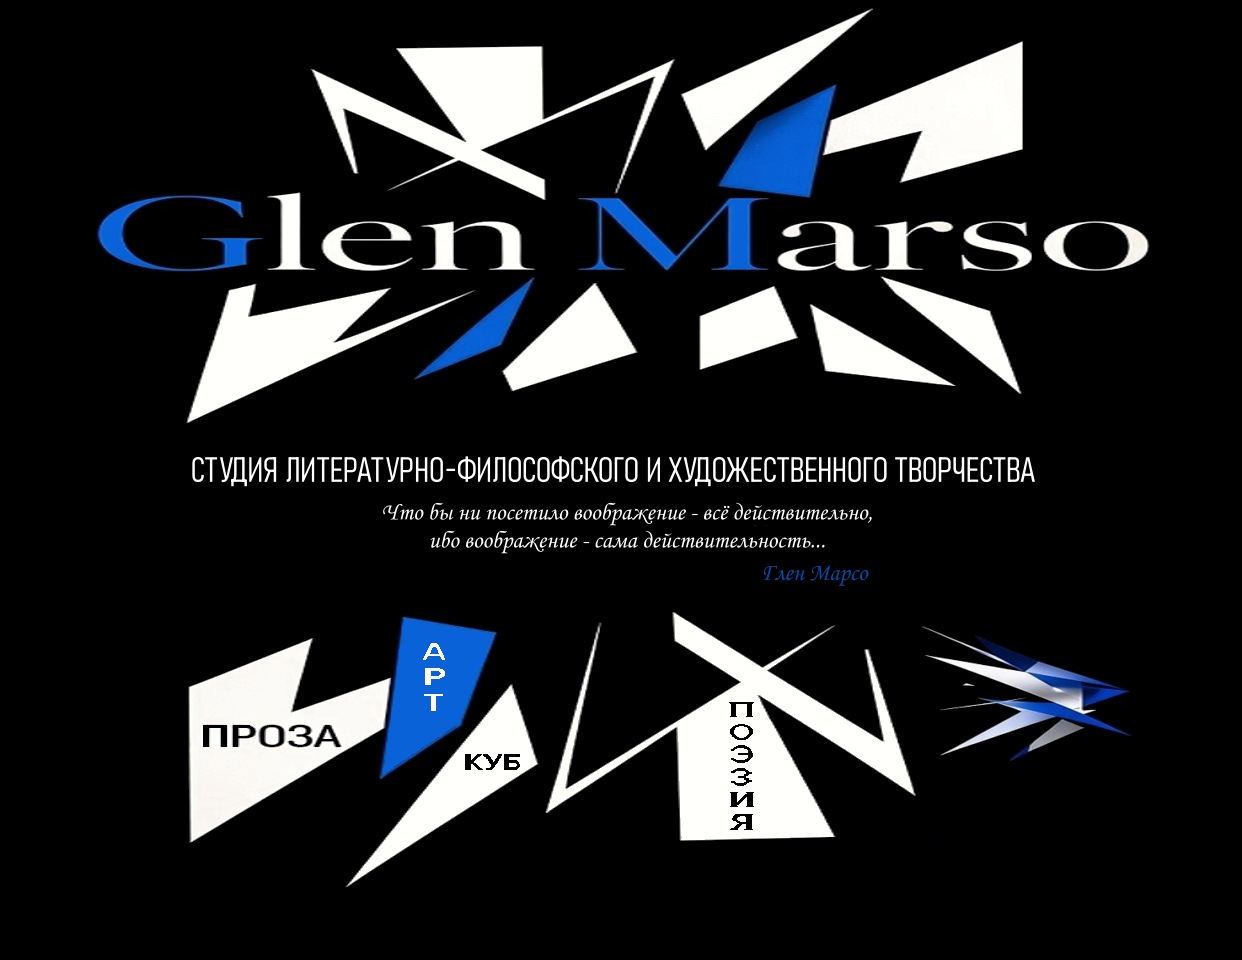 Glen Marso
СТУДИЯ ЛИТЕРАТУРНО-ФИЛОСОФСКОГО И ХУДОЖЕСТВЕННОГО ТВОРЧЕСТВА
Что бы ни посетило воображение - всё действительно,
ибо воображение - сама действительность...
Глен Марсо
ПРОЗА
АРТ
КУБ
ПОЭЗИЯ